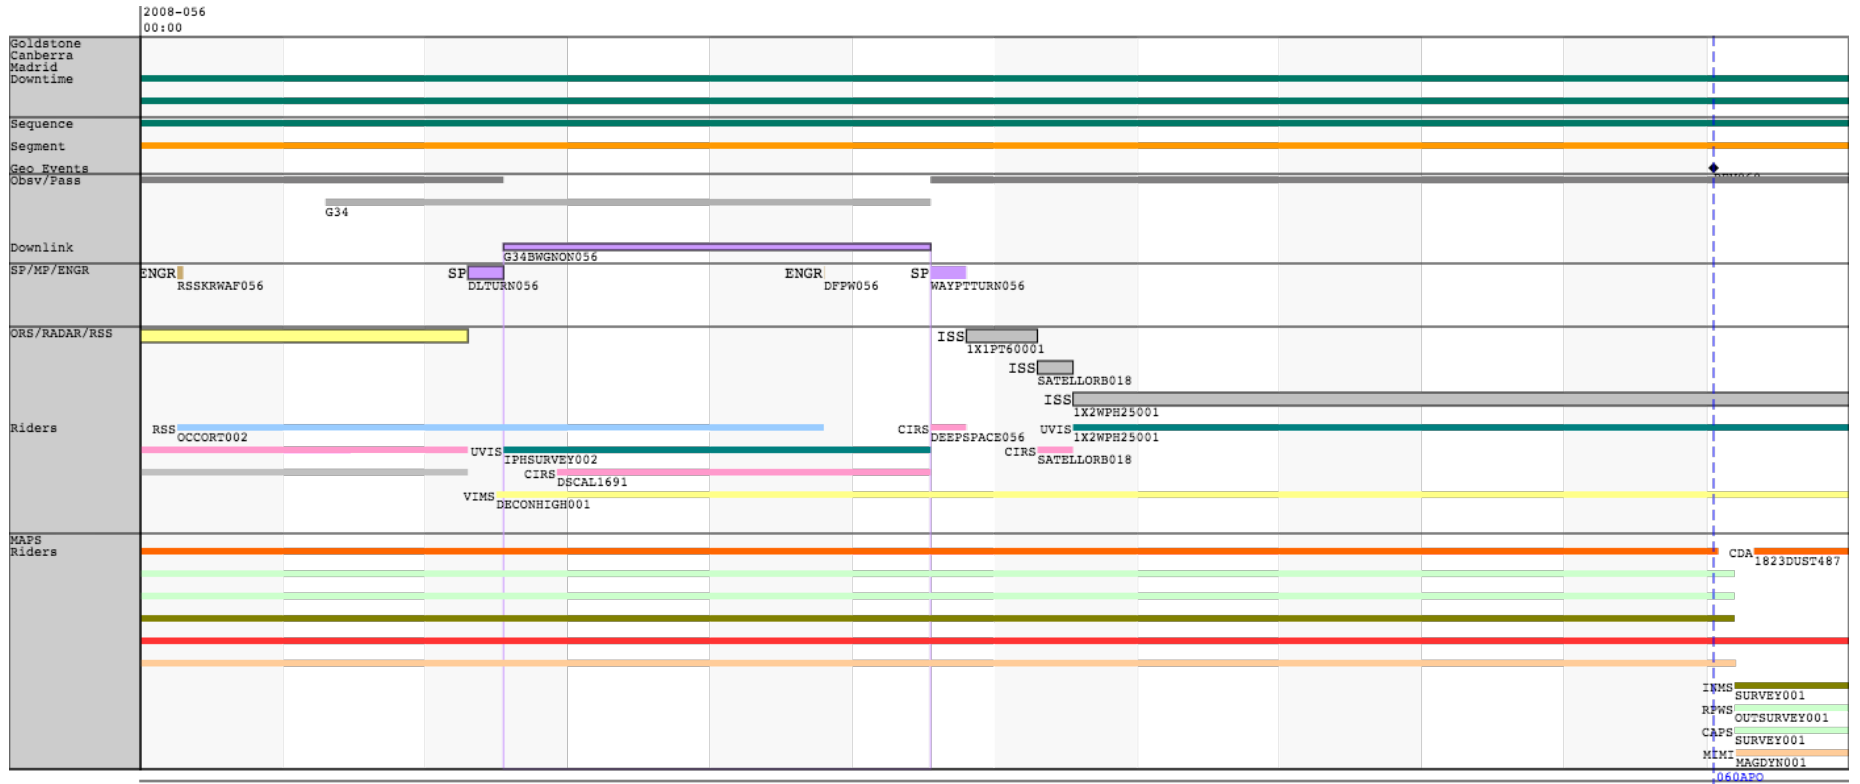 2008-056
00:00
Goldstone
Canberra
Madrid
Downtime
Sequence
Segment
Geo Events
Obsv/Pass
G34
Downlink
G34BWGNON056
SP/MP/ENGR
ENGR
RSSKRWAF056
SP
DLTURN056
ENGR
DFPW056
SP
WAYPTTURN056
ORS/RADAR/RSS
ISS
1X1PT60001
ISS
SATELLORB018
ISS
1X2WPH25001
Riders
RSS
OCCORT002
CIRS
DEEPSPACE056
UVIS
1X2WPH25001
UVIS
IPHSURVEY002
CIRS
SATELLORB018
CIRS
DSCAL1691
VIMS
DECONHIGH001
MAPS
Riders
CDA
1823DUST487
INMS
SURVEY001
RPWS
OUTSURVEY001
CAPS
SURVEY001
MIMI
MAGDYN001
060APO